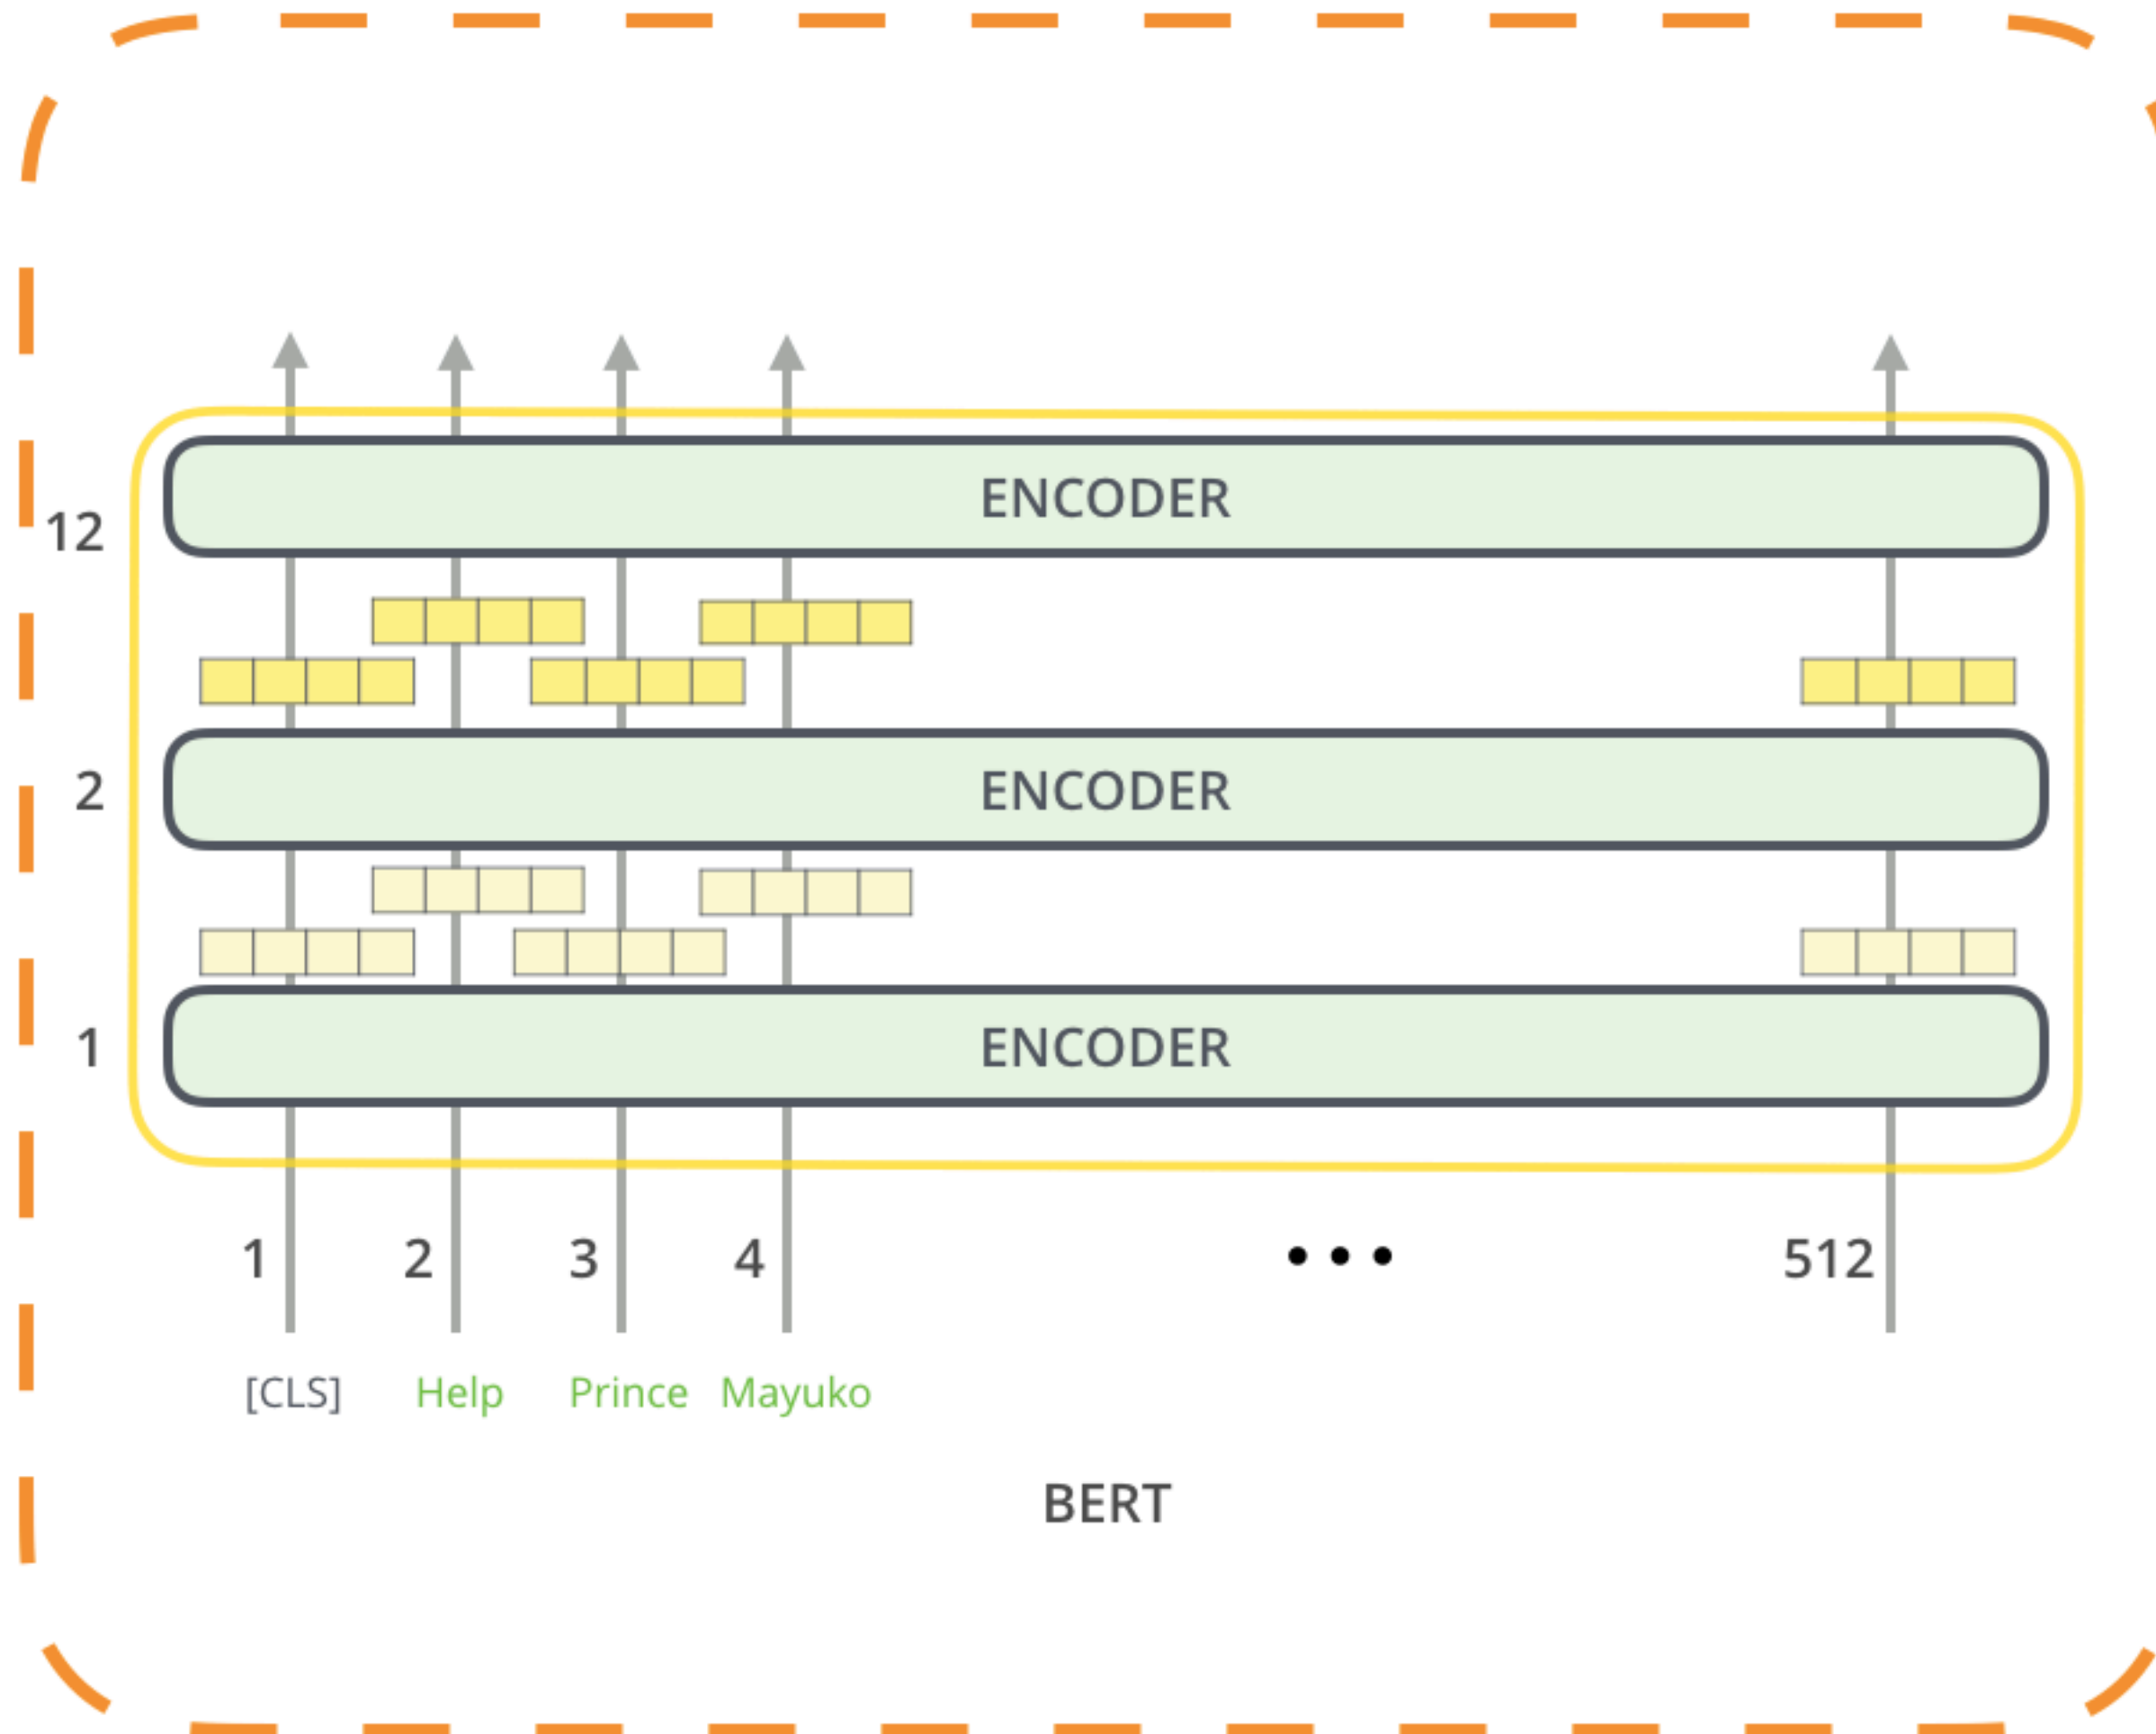 ENCODER
12
ENCODER
2
ENCODER
1
1 2 3 4 ••• 512
[CLS] Help Prince Mayuko
BERT